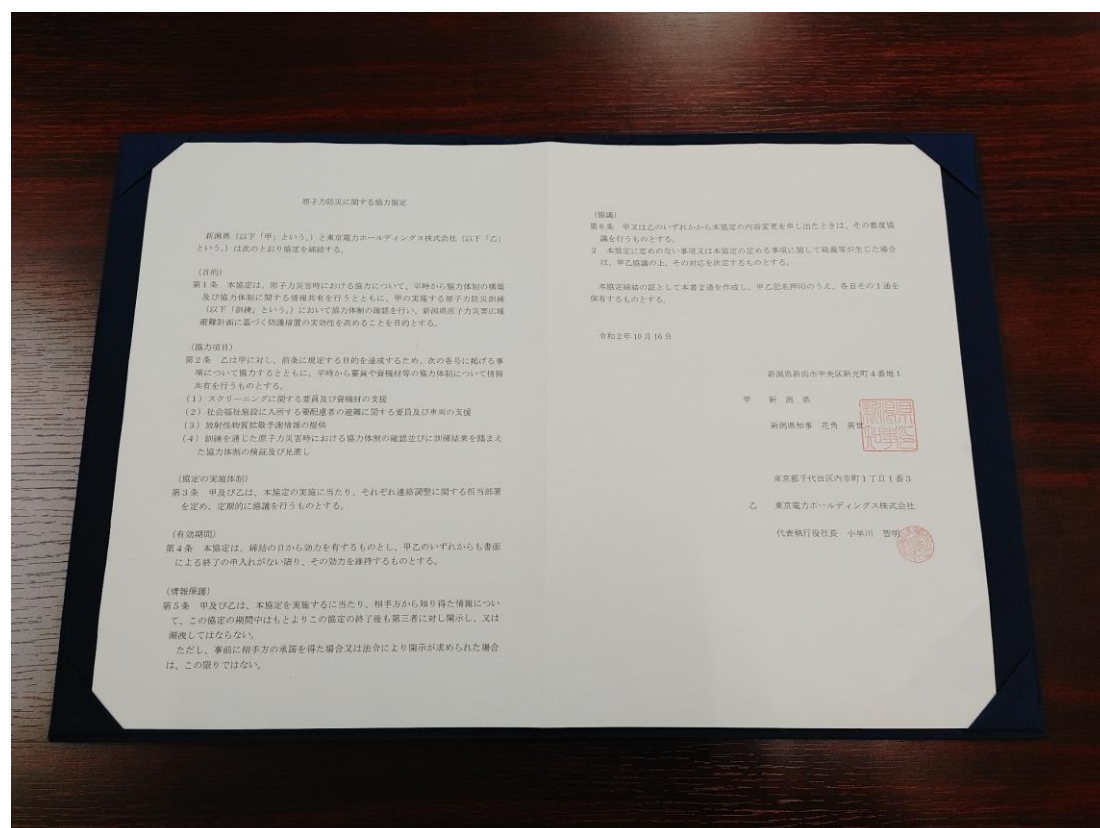 原子力防災に関する協力協定
新潟県(以下「甲」という。)と東京電力ホールディングス株式会社(以下「乙」
という。)は次のとおり協定を締結する。
(目的)
第1条 本協定は、原子力災害時における協力について、平時から協力体制の構築
及び協力体制に関する情報共有を行うとともに、甲の実施する原子力防災訓練
(以下「訓練」という。)において協力体制の確認を行い、新潟県原子力災害広域
避難計画に基づく防護措置の実効性を高めることを目的とする。
(協力項目)
第2条 乙は甲に対し、前条に規定する目的を達成するため、次の各号に掲げる事
項について協力するとともに、平時から要員や資機材等の協力体制について情報
共有を行うものとする。
(1)スクリーニングに関する要員及び資機材の支援
(2)社会福祉施設に入所する要配慮者の避難に関する要員及び車両の支援
(3)放射性物質拡散予測情報の提供
(4)訓練を通じた原子力災害時における協力体制の確認並びに訓練結果を踏まえ
た協力体制の検証及び見直し
(協定の実施体制)
第3条 甲及び乙は、本協定の実施に当たり、それぞれ連絡調整に関する担当部署
を定め、定期的に協議を行うものとする。
(有効期間)
第4条 本協定は、締結の日から効力を有するものとし、甲乙のいずれからも書面
による終了の申入れがない限り、その効力を維持するものとする。
(情報保護)
第5条 甲及び乙は、本協定を実施するに当たり、相手方から知り得た情報につい
て、この協定の期間中はもとよりこの協定の終了後も第三者に対し開示し、又は
漏洩してはならない。
ただし、事前に相手方の承諾を得た場合又は法令により開示が求められた場合
は、この限りではない。
(協議)
第6条 甲又は乙のいずれかから本協定の内容変更を申し出たときは、その都度協
議を行うものとする。
2 本協定に定めのない事項又は本協定の定める事項に関して疑義等が生じた場合
は、甲乙協議の上、その対応を決定するものとする。
本協定締結の証として本書2通を作成し、甲乙記名押印のうえ、各自その1通を
保有するものとする。
令和2年10月16日
新潟県新潟市中央区新光町4番地1
甲 新潟県
新潟県知事 花角 英世
新潟県知事之印
東京都千代田区内幸町1丁目1番3
乙 東京電力ホールディングス株式会社
代表執行役社長 小早川 智明